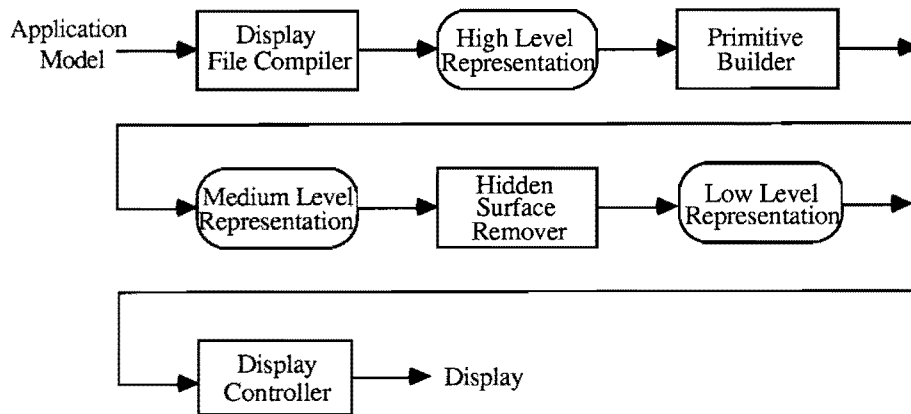 Application
Model
Display
File Compiler
High Level
Representation
Primitive
Builder
Medium Level
Representation
Hidden
Surface
Remover
Low Level
Representation
Display
Controller
Display